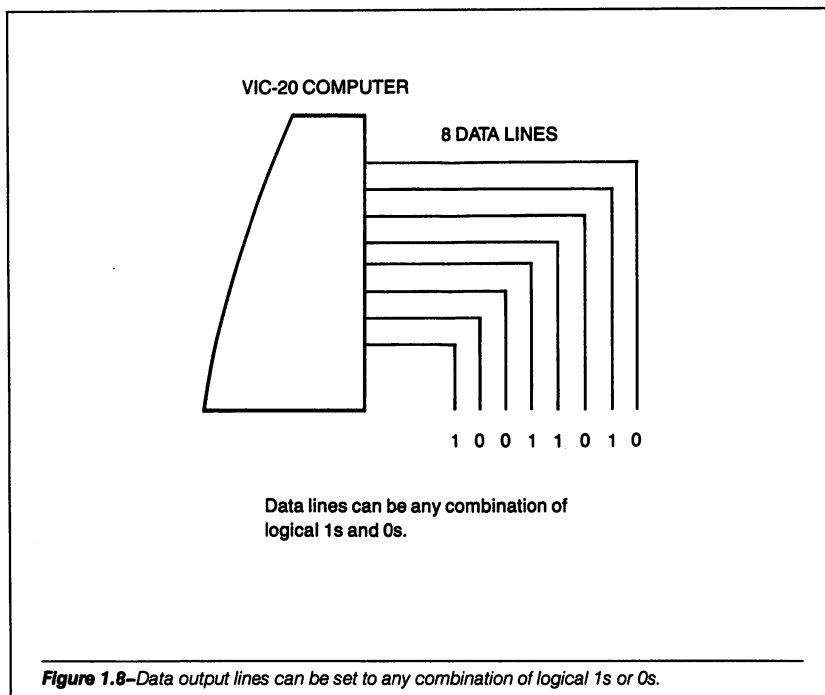 VIC-20 COMPUTER
8 DATA LINES
1 0 0 1 1 0 1 0
Data lines can be any combination of
logical 1s and 0s.
Figure 1.8–Data output lines can be set to any combination of logical 1s or 0s.